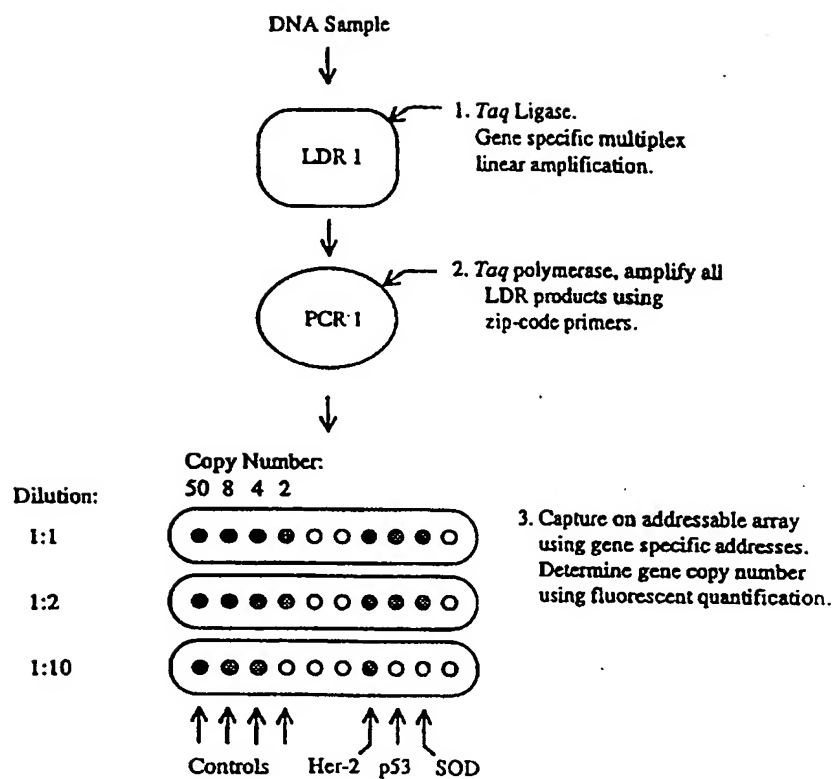 DNA Sample
LDR 1
1. Taq Ligase.
Gene specific multiplex
linear amplification.
PCR 1
2. Taq polymerase, amplify all
LDR products using
zip-code primers.
Copy Number:
Dilution:
50 8 4 2
1:1
1:2
1:10
3. Capture on addressable array
using gene specific addresses.
Determine gene copy number
using fluorescent quantification.
Controls
Her-2
p53
SOD